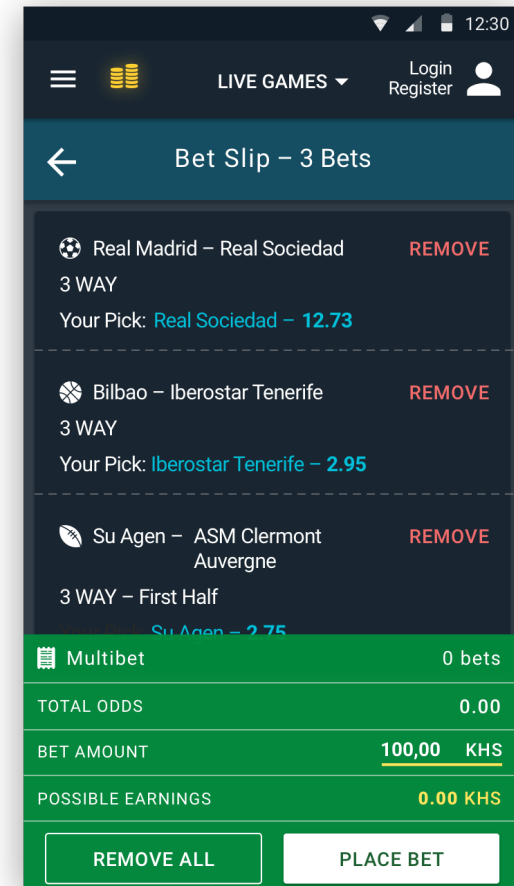 12:30
LIVE GAMES
Login
Register
Bet Slip – 3 Bets
Real Madrid – Real Sociedad REMOVE
3 WAY
Your Pick: Real Sociedad – 12.73
Bilbao – Iberostar Tenerife REMOVE
3 WAY
Your Pick: Iberostar Tenerife – 2.95
Su Agen – ASM Clermont REMOVE
Auvergne
3 WAY – First Half
Your Pick: Su Agen – 2.75
Multibet 0 bets
TOTAL ODDS 0.00
BET AMOUNT 100,00 KHS
POSSIBLE EARNINGS 0.00 KHS
REMOVE ALL PLACE BET